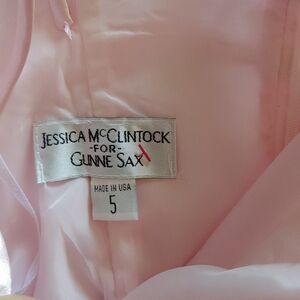 JESSICA McCLINTOCK
-FOR-
GUNNE SAX
MADE IN USA
5